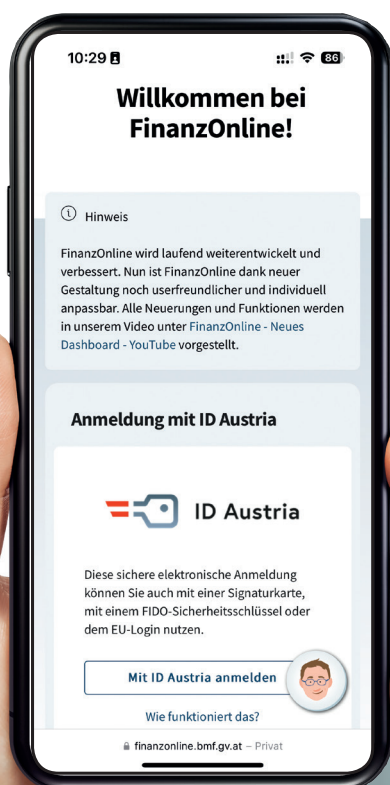 10:29
86
Willkommen bei
FinanzOnline!
Hinweis
FinanzOnline wird laufend weiterentwickelt und
verbessert. Nun ist FinanzOnline dank neuer
Gestaltung noch userfreundlicher und individuell
anpassbar. Alle Neuerungen und Funktionen werden
in unserem Video unter FinanzOnline - Neues
Dashboard - YouTube vorgestellt.
Anmeldung mit ID Austria
ID Austria
Diese sichere elektronische Anmeldung
können Sie auch mit einer Signaturkarte,
mit einem FIDO-Sicherheitsschlüssel oder
dem EU-Login nutzen.
Mit ID Austria anmelden
Wie funktioniert das?
finanzonline.bmf.gv.at – Privat